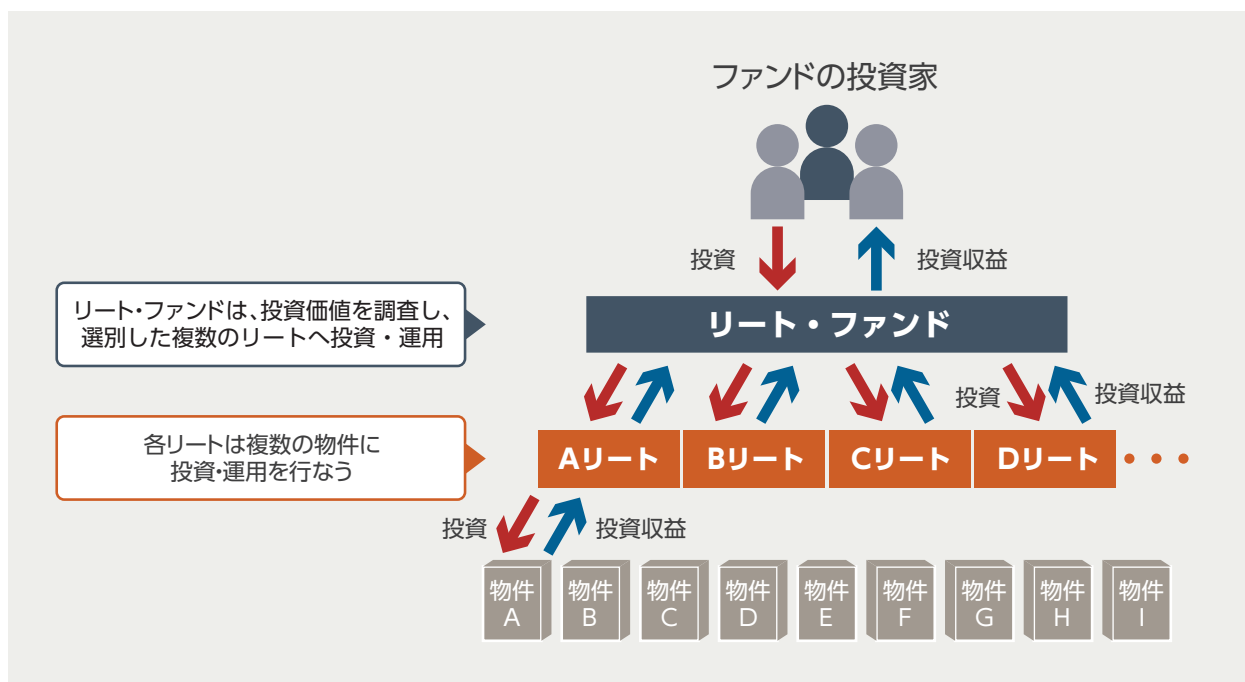 ファンドの投資家
投資
投資収益
リート・ファンドは、投資価値を調査し、
選別した複数のリートへ投資・運用
リート・ファンド
投資
投資収益
各リートは複数の物件に
投資・運用を行なう
Aリート
Bリート
Cリート
Dリート
・・・
投資
投資収益
物件
A
物件
B
物件
C
物件
D
物件
E
物件
F
物件
G
物件
H
物件
I